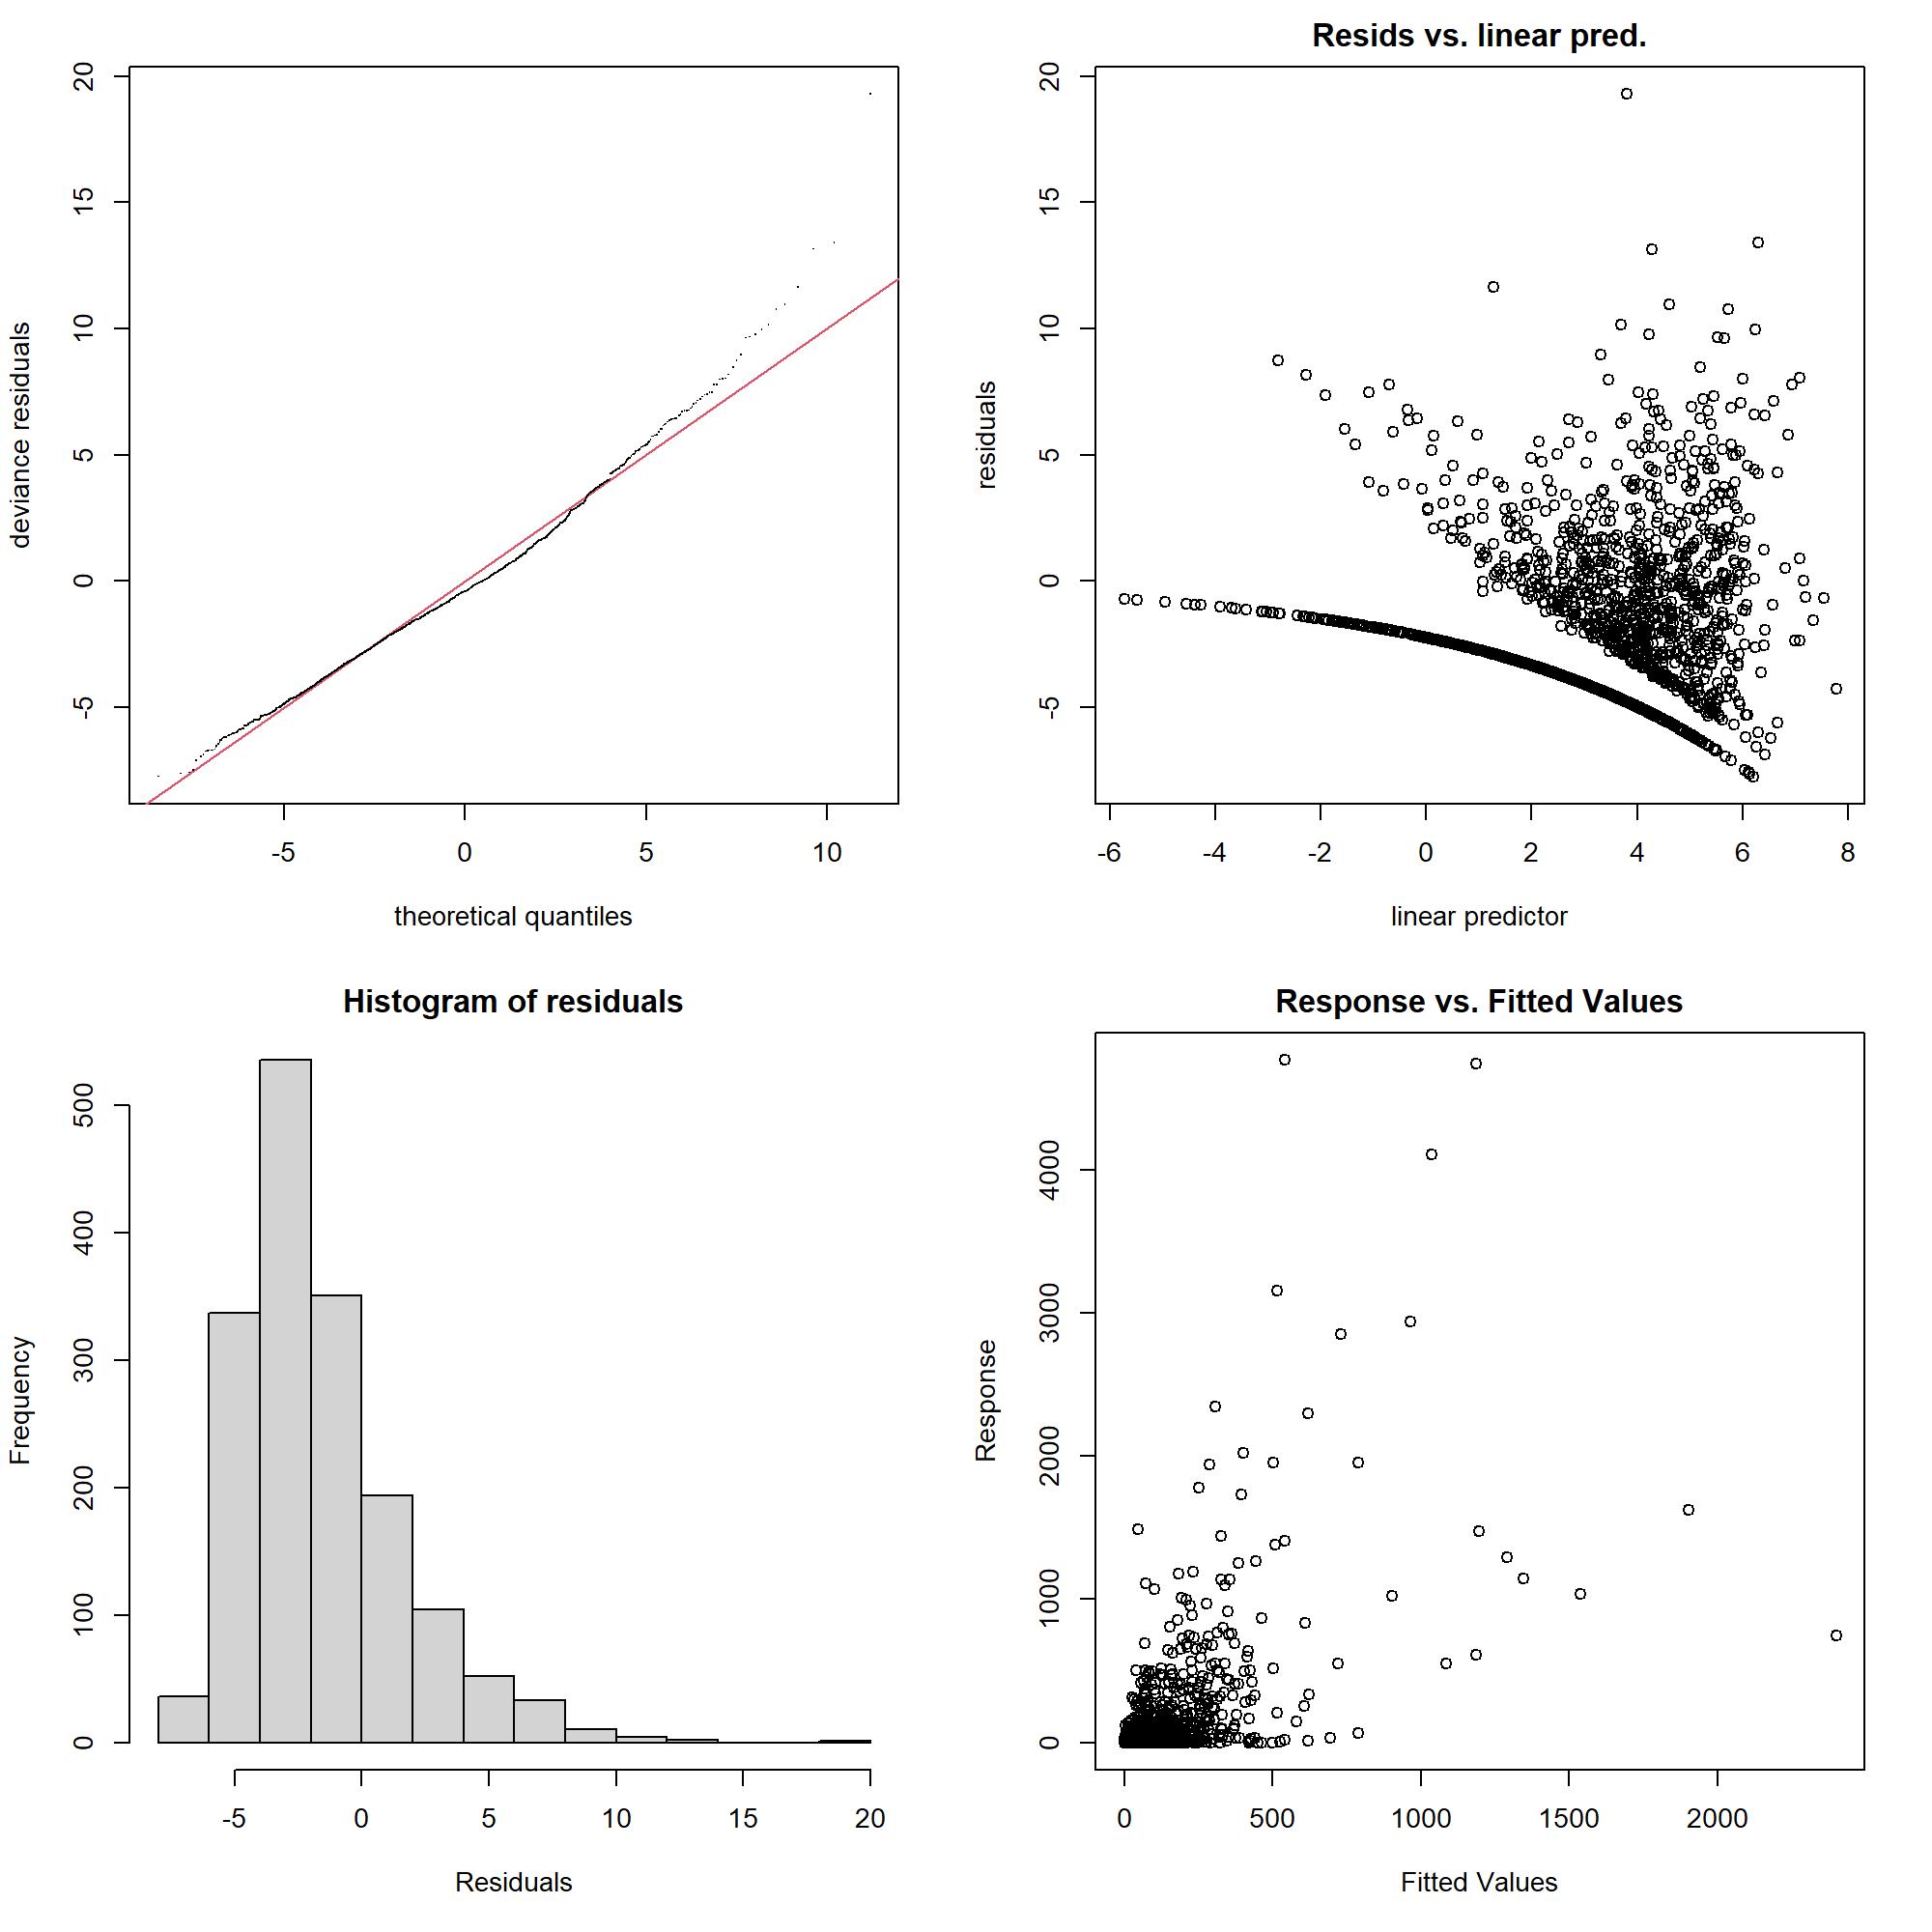 deviance residuals
20
15
10
5
0
-5
-5 0 5 10
theoretical quantiles
Resids vs. linear pred.
residuals
20
15
10
5
0
-5
-6 -4 -2 0 2 4 6 8
linear predictor
Histogram of residuals
Frequency
500
400
300
200
100
0
-5 0 5 10 15 20
Residuals
Response vs. Fitted Values
Response
4000
3000
2000
1000
0
0 500 1000 1500 2000
Fitted Values